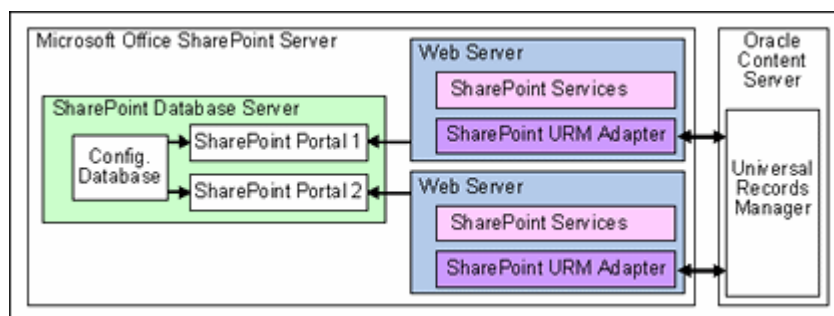 Microsoft Office SharePoint Server
SharePoint Database Server
Config.
Database
SharePoint Portal 1
SharePoint Portal 2
Web Server
SharePoint Services
SharePoint URM Adapter
Web Server
SharePoint Services
SharePoint URM Adapter
Oracle
Content
Server
Universal
Records
Manager